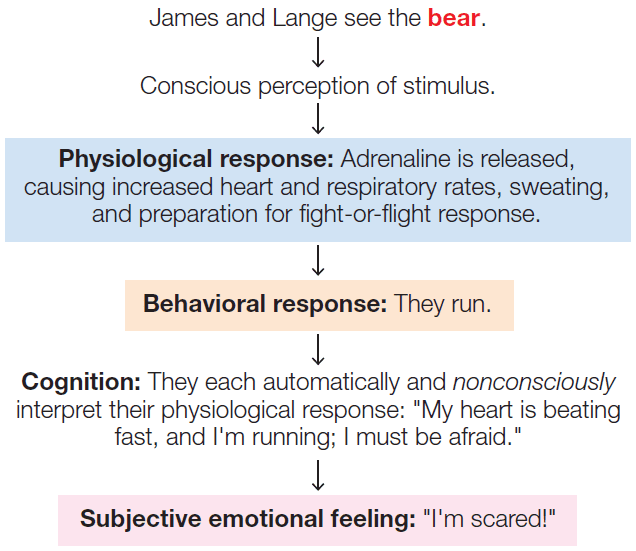 James and Lange see the bear.
Conscious perception of stimulus.
Physiological response: Adrenaline is released,
causing increased heart and respiratory rates, sweating,
and preparation for fight-or-flight response.
Behavioral response: They run.
Cognition: They each automatically and nonconsciously
interpret their physiological response: "My heart is beating
fast, and I'm running; I must be afraid."
Subjective emotional feeling: "I'm scared!"